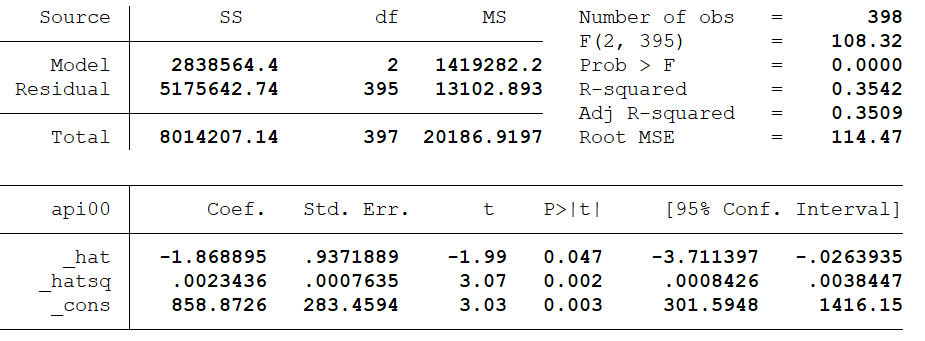 Source SS df MS Number of obs = 398
F(2, 395) = 108.32
Model 2838564.4 2 1419282.2 Prob > F = 0.0000
Residual 5175642.74 395 13102.893 R-squared = 0.3542
Adj R-squared = 0.3509
Total 8014207.14 397 20186.9197 Root MSE = 114.47
api00 Coef. Std. Err. t P>|t| [95% Conf. Interval]
_hat -1.868895 .9371889 -1.99 0.047 -3.711397 -.0263935
_hatsq .0023436 .0007635 3.07 0.002 .0008426 .0038447
_cons 858.8726 283.4594 3.03 0.003 301.5948 1416.15